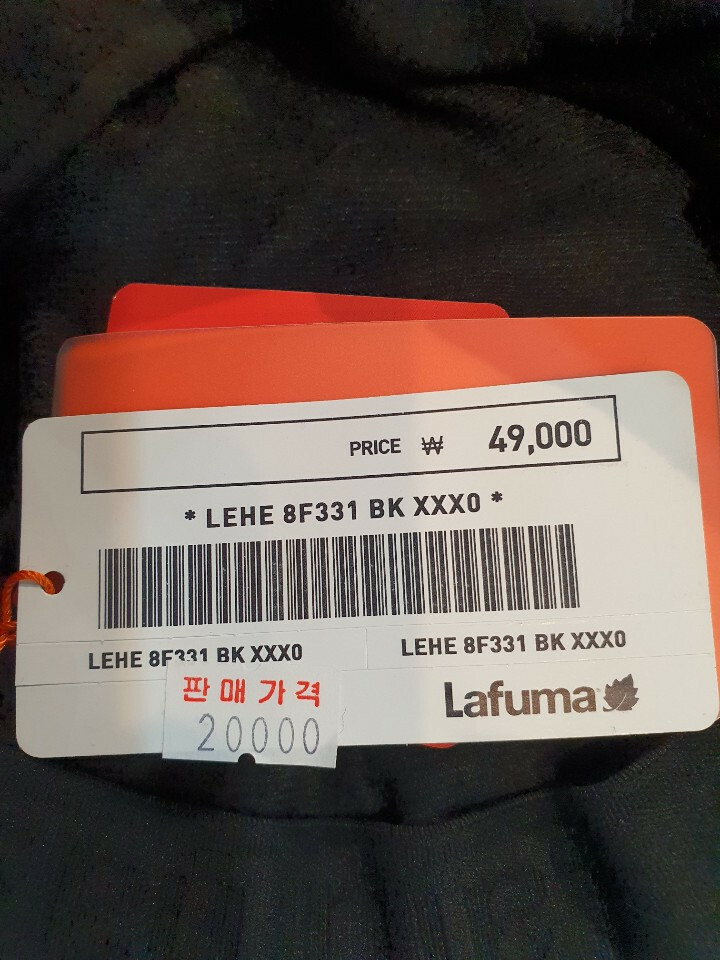 PRICE ₩ 49,000
* LEHE 8F331 BK XXX0 *
LEHE 8F331 BK XXX0
LEHE 8F331 BK XXX0
판매가격
20000
Lafuma